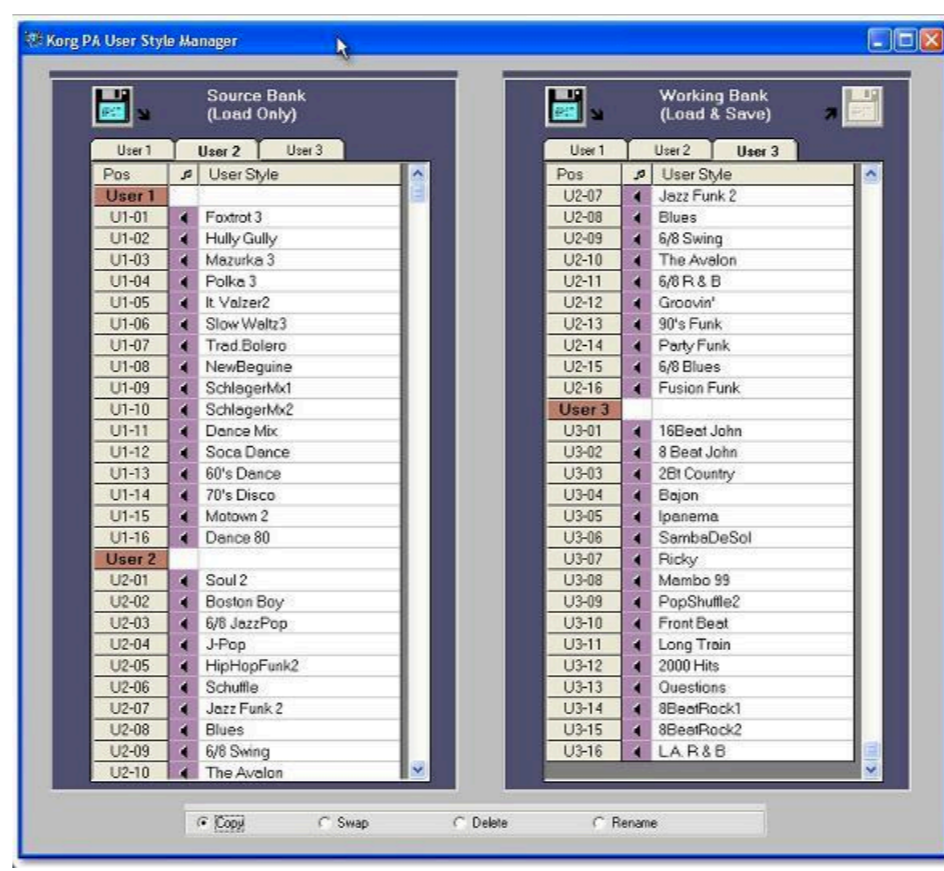 Korg PA User Style Manager
Source Bank
(Load Only)
User 1 User 2 User 3
Pos User Style
User 1
U1-01 Foxtrot 3
U1-02 Hully Gully
U1-03 Mazurka 3
U1-04 Polka 3
U1-05 It. Valzer2
U1-06 Slow Waltz3
U1-07 Trad Bolero
U1-08 NewBeguine
U1-09 SchlagerMx1
U1-10 SchlagerMx2
U1-11 Dance Mix
U1-12 Soca Dance
U1-13 60's Dance
U1-14 70's Disco
U1-15 Motown 2
U1-16 Dance 80
User 2
U2-01 Soul 2
U2-02 Boston Boy
U2-03 6/8 JazzPop
U2-04 J-Pop
U2-05 HipHopFunk2
U2-06 Schuffle
U2-07 Jazz Funk 2
U2-08 Blues
U2-09 6/8 Swing
U2-10 The Avalon
Working Bank
(Load & Save)
User 1 User 2 User 3
Pos User Style
U2-07 Jazz Funk 2
U2-08 Blues
U2-09 6/8 Swing
U2-10 The Avalon
U2-11 6/8 R & B
U2-12 Groovin'
U2-13 90's Funk
U2-14 Party Funk
U2-15 6/8 Blues
U2-16 Fusion Funk
User 3
U3-01 16Beat John
U3-02 8 Beat John
U3-03 2Bt Country
U3-04 Bajon
U3-05 Ipanema
U3-06 SambaDeSol
U3-07 Ricky
U3-08 Mambo 99
U3-09 PopShuffle2
U3-10 Front Beat
U3-11 Long Train
U3-12 2000 Hits
U3-13 Questions
U3-14 8BeatRock1
U3-15 8BeatRock2
U3-16 L.A. R & B
Copy Swap Delete Rename